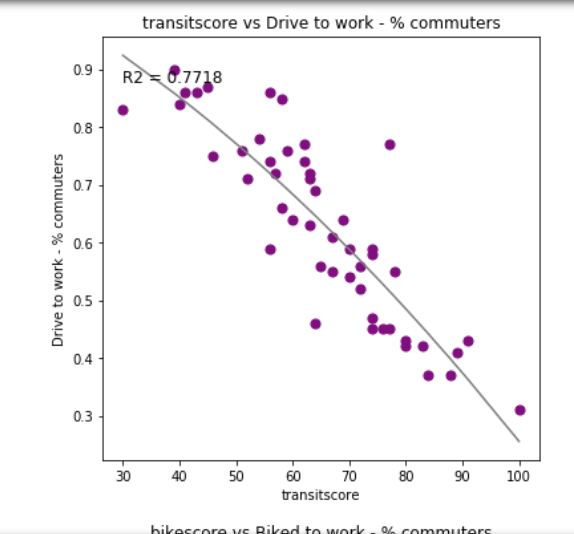 transitscore vs Drive to work - % commuters
R2 = 0.7718
Drive to work - % commuters
0.9
0.8
0.7
0.6
0.5
0.4
0.3
30 40 50 60 70 80 90 100
transitscore
bikescore vs Biked to work - % commuters